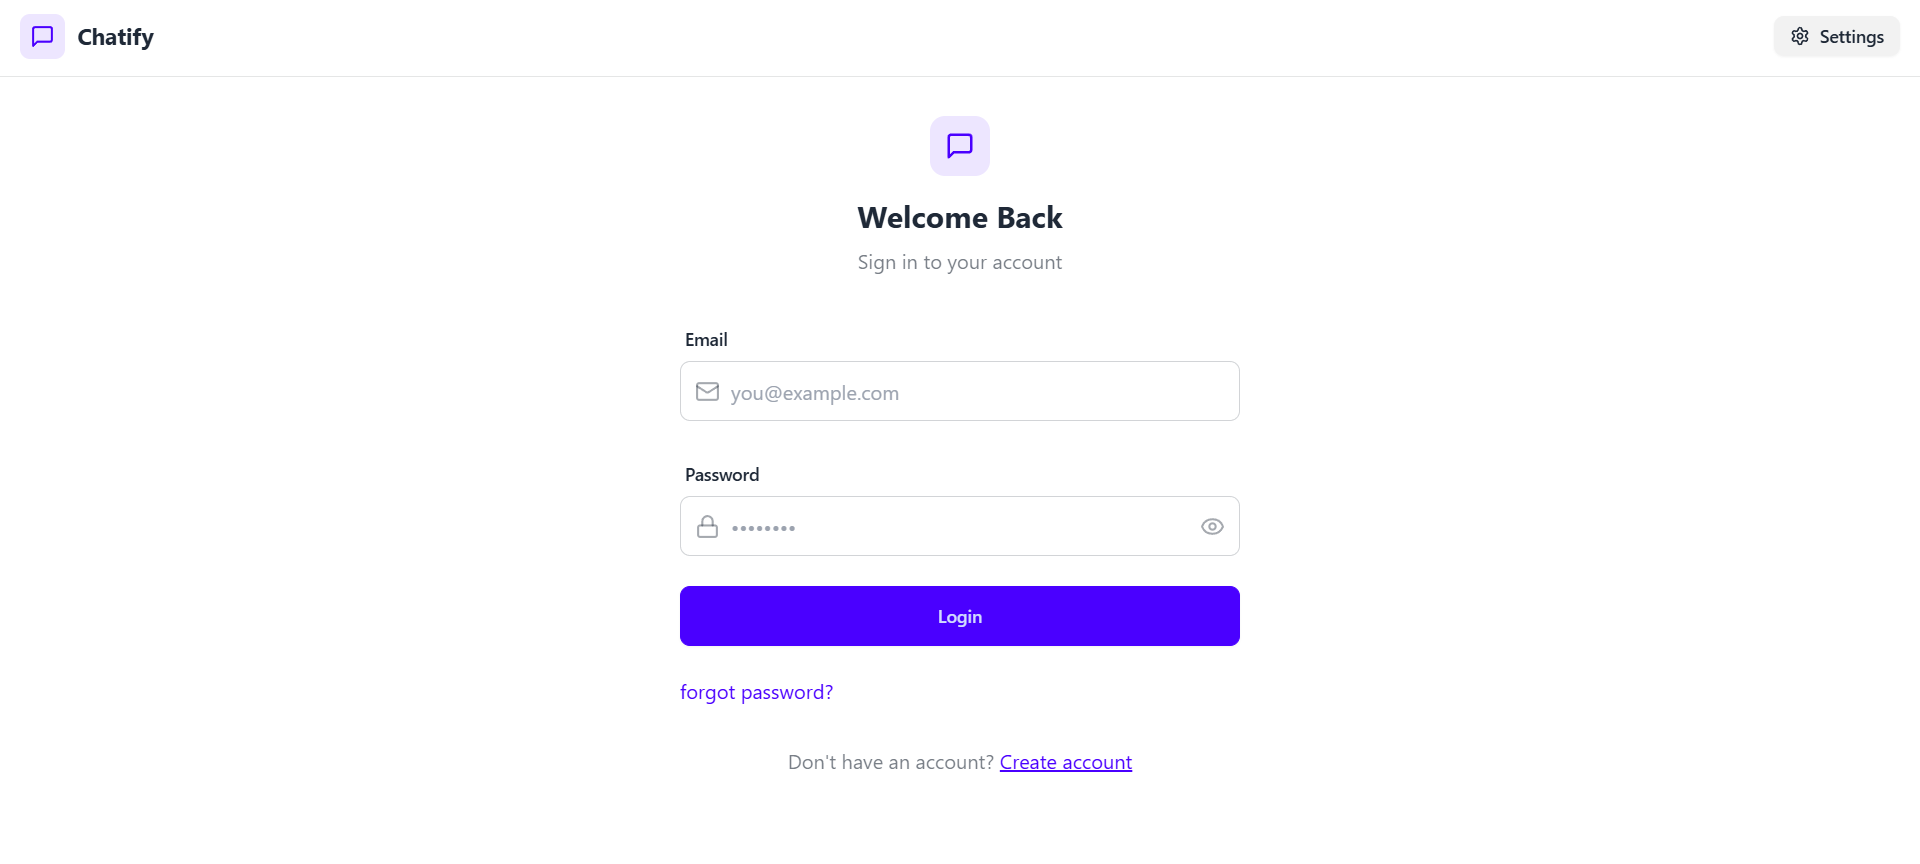 Chatify
Settings
Welcome Back
Sign in to your account
Email
you@example.com
Password
••••••••
Login
forgot password?
Don't have an account? Create account